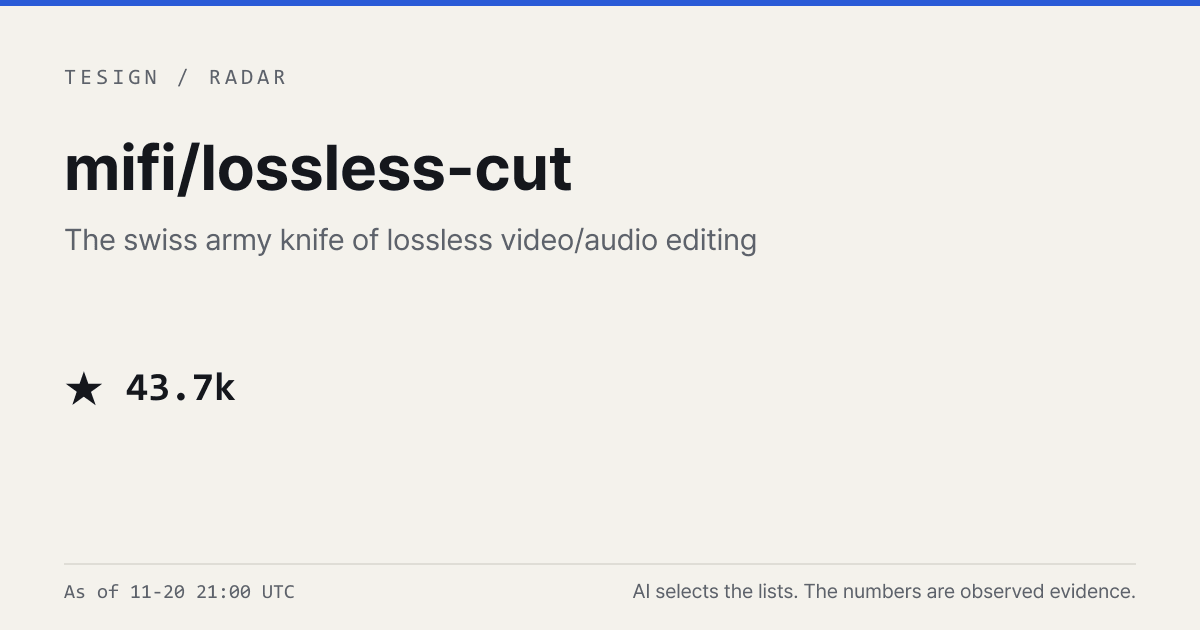 TESIGN / RADAR
mifi/lossless-cut
The swiss army knife of lossless video/audio editing
★ 43.7k
As of 11-20 21:00 UTC
AI selects the lists. The numbers are observed evidence.